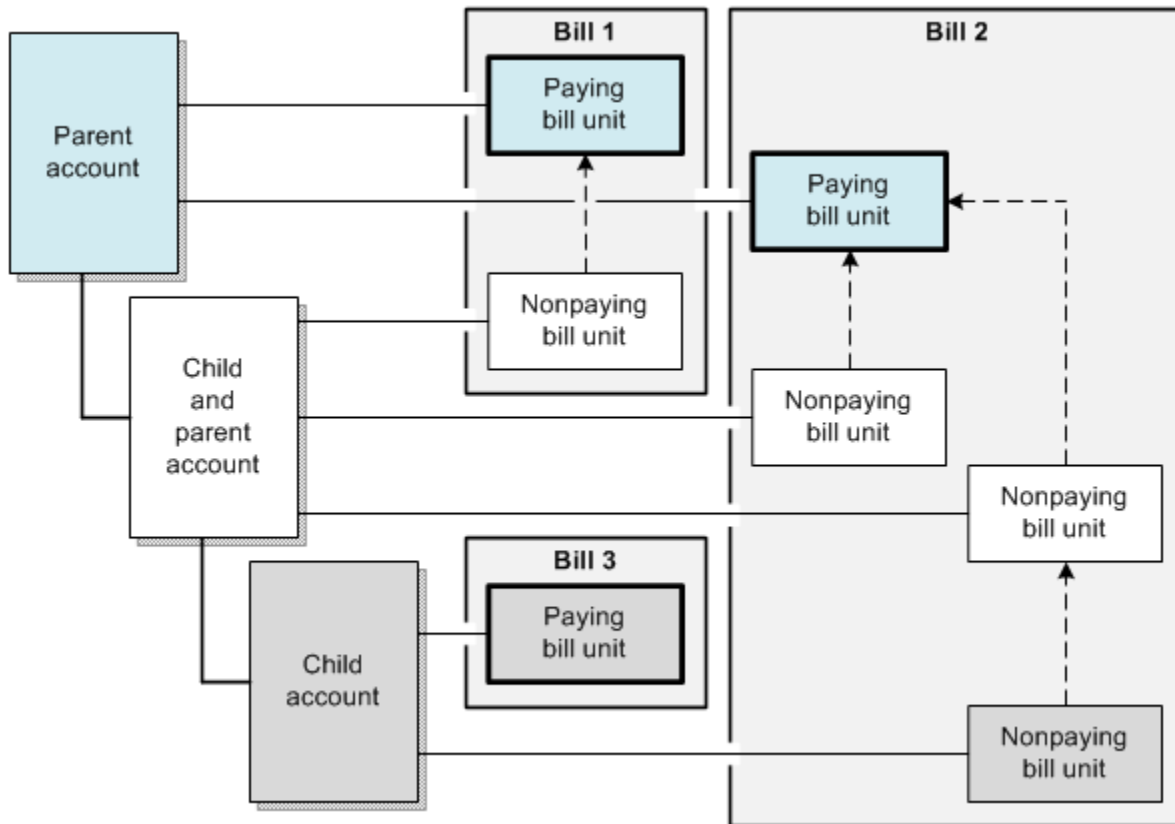 Bill 1
Bill 2
Paying
bill unit
Parent
account
Paying
bill unit
Nonpaying
bill unit
Child
and
parent
account
Nonpaying
bill unit
Nonpaying
bill unit
Bill 3
Paying
bill unit
Child
account
Nonpaying
bill unit